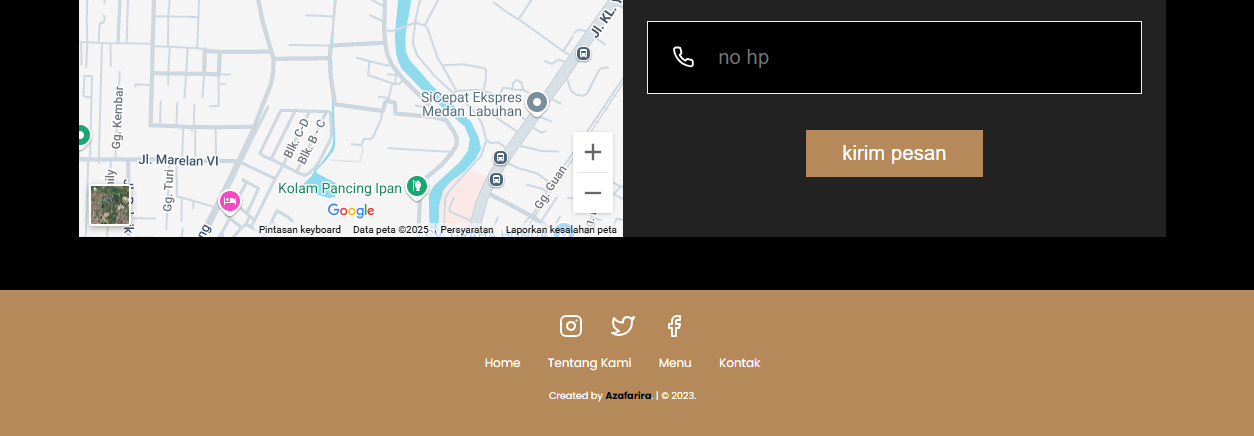 Jl. KL. Y
no hp
SiCepat Ekspres
Medan Labuhan
Gg. Kembar
Blk. C-D
Blk. B - C
Jl. Marelan VI
kirim pesan
Gg. Turi
Kolam Pancing Ipan
Gg. Guan
Google
Pintasan keyboard Data peta ©2025 Persyaratan Laporkan kesalahan peta
Home Tentang Kami Menu Kontak
Created by Azafarira. | © 2023.